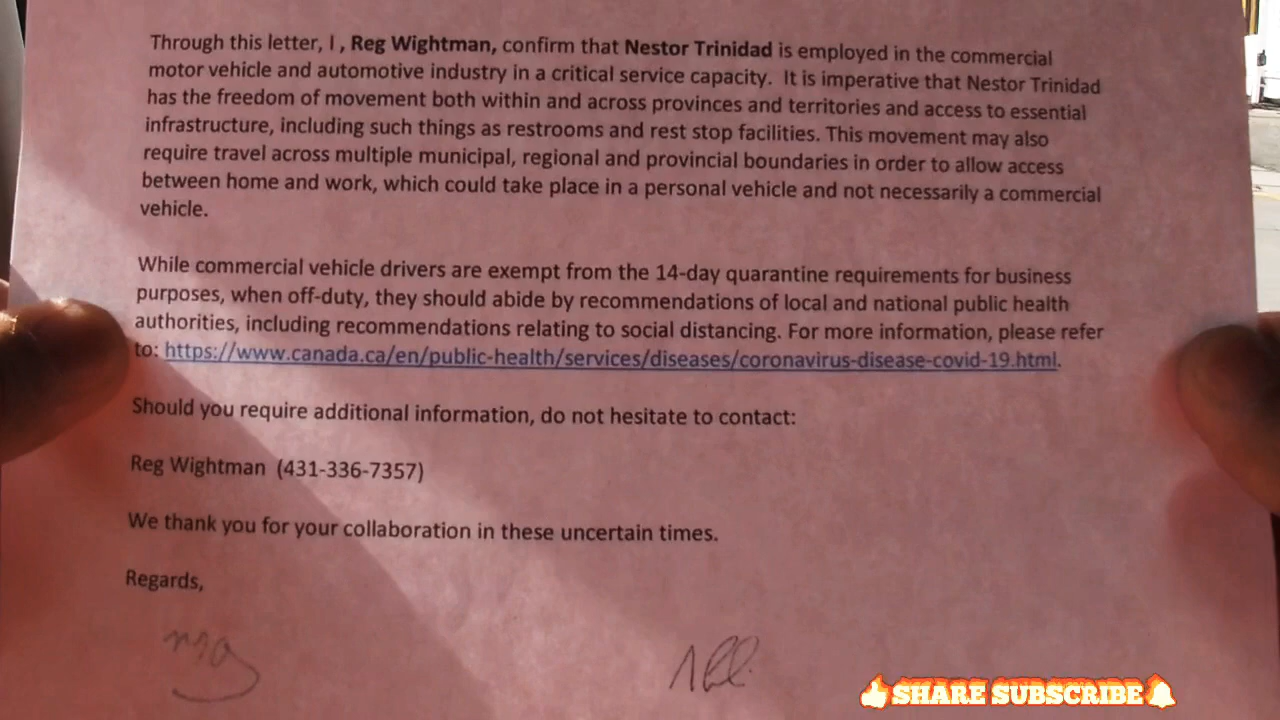 Through this letter, I , Reg Wightman, confirm that Nestor Trinidad is employed in the commercial
motor vehicle and automotive industry in a critical service capacity.  It is imperative that Nestor Trinidad
has the freedom of movement both within and across provinces and territories and access to essential
infrastructure, including such things as restrooms and rest stop facilities. This movement may also
require travel across multiple municipal, regional and provincial boundaries in order to allow access
between home and work, which could take place in a personal vehicle and not necessarily a commercial
vehicle.
While commercial vehicle drivers are exempt from the 14-day quarantine requirements for business
purposes, when off-duty, they should abide by recommendations of local and national public health
authorities, including recommendations relating to social distancing. For more information, please refer
to: https://www.canada.ca/en/public-health/services/diseases/coronavirus-disease-covid-19.html.
Should you require additional information, do not hesitate to contact:
Reg Wightman  (431-336-7357)
We thank you for your collaboration in these uncertain times.
Regards,
SHARE SUBSCRIBE